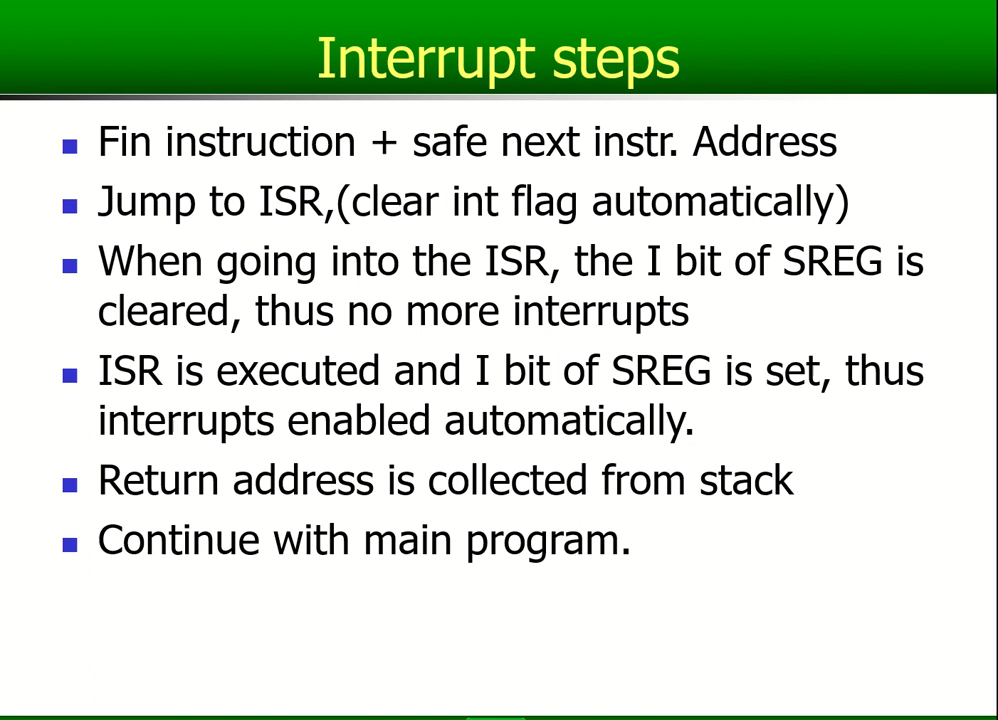 Interrupt steps
Fin instruction + safe next instr. Address
Jump to ISR,(clear int flag automatically)
When going into the ISR, the I bit of SREG is
cleared, thus no more interrupts
ISR is executed and I bit of SREG is set, thus
interrupts enabled automatically.
Return address is collected from stack
Continue with main program.